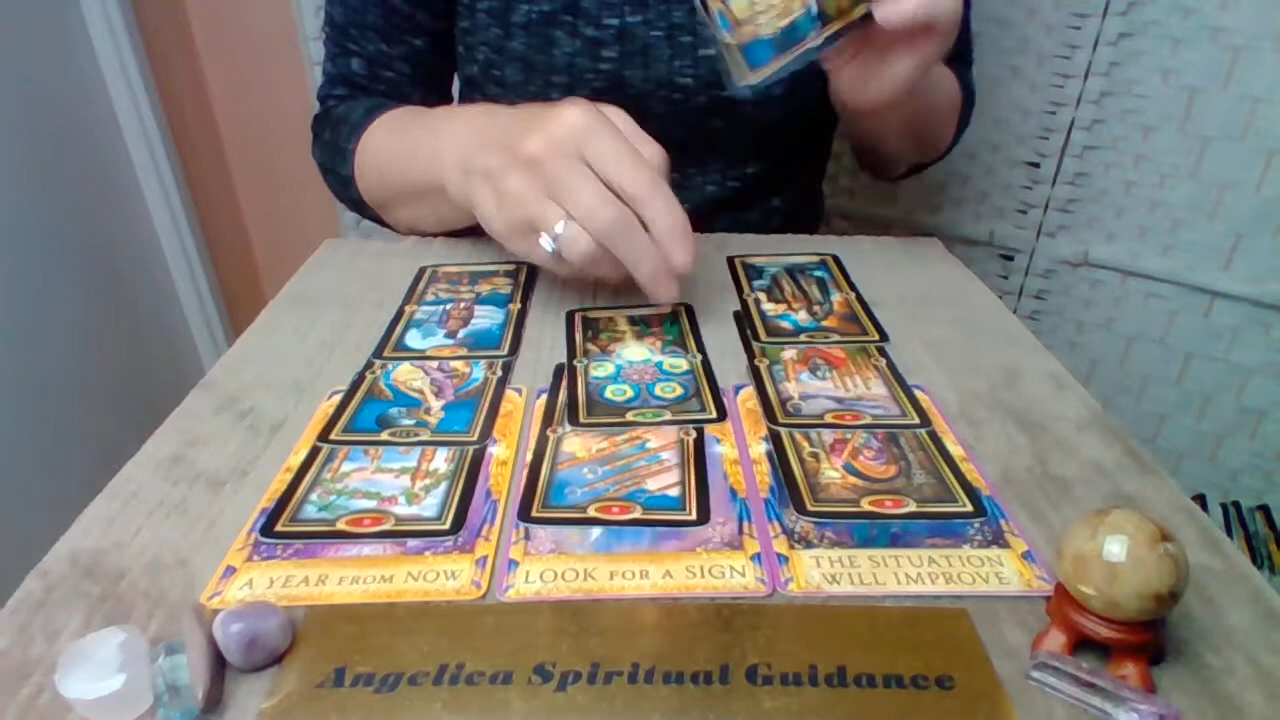 A YEAR FROM NOW
LOOK FOR A SIGN
THE SITUATION
WILL IMPROVE
Angelica Spiritual Guidance